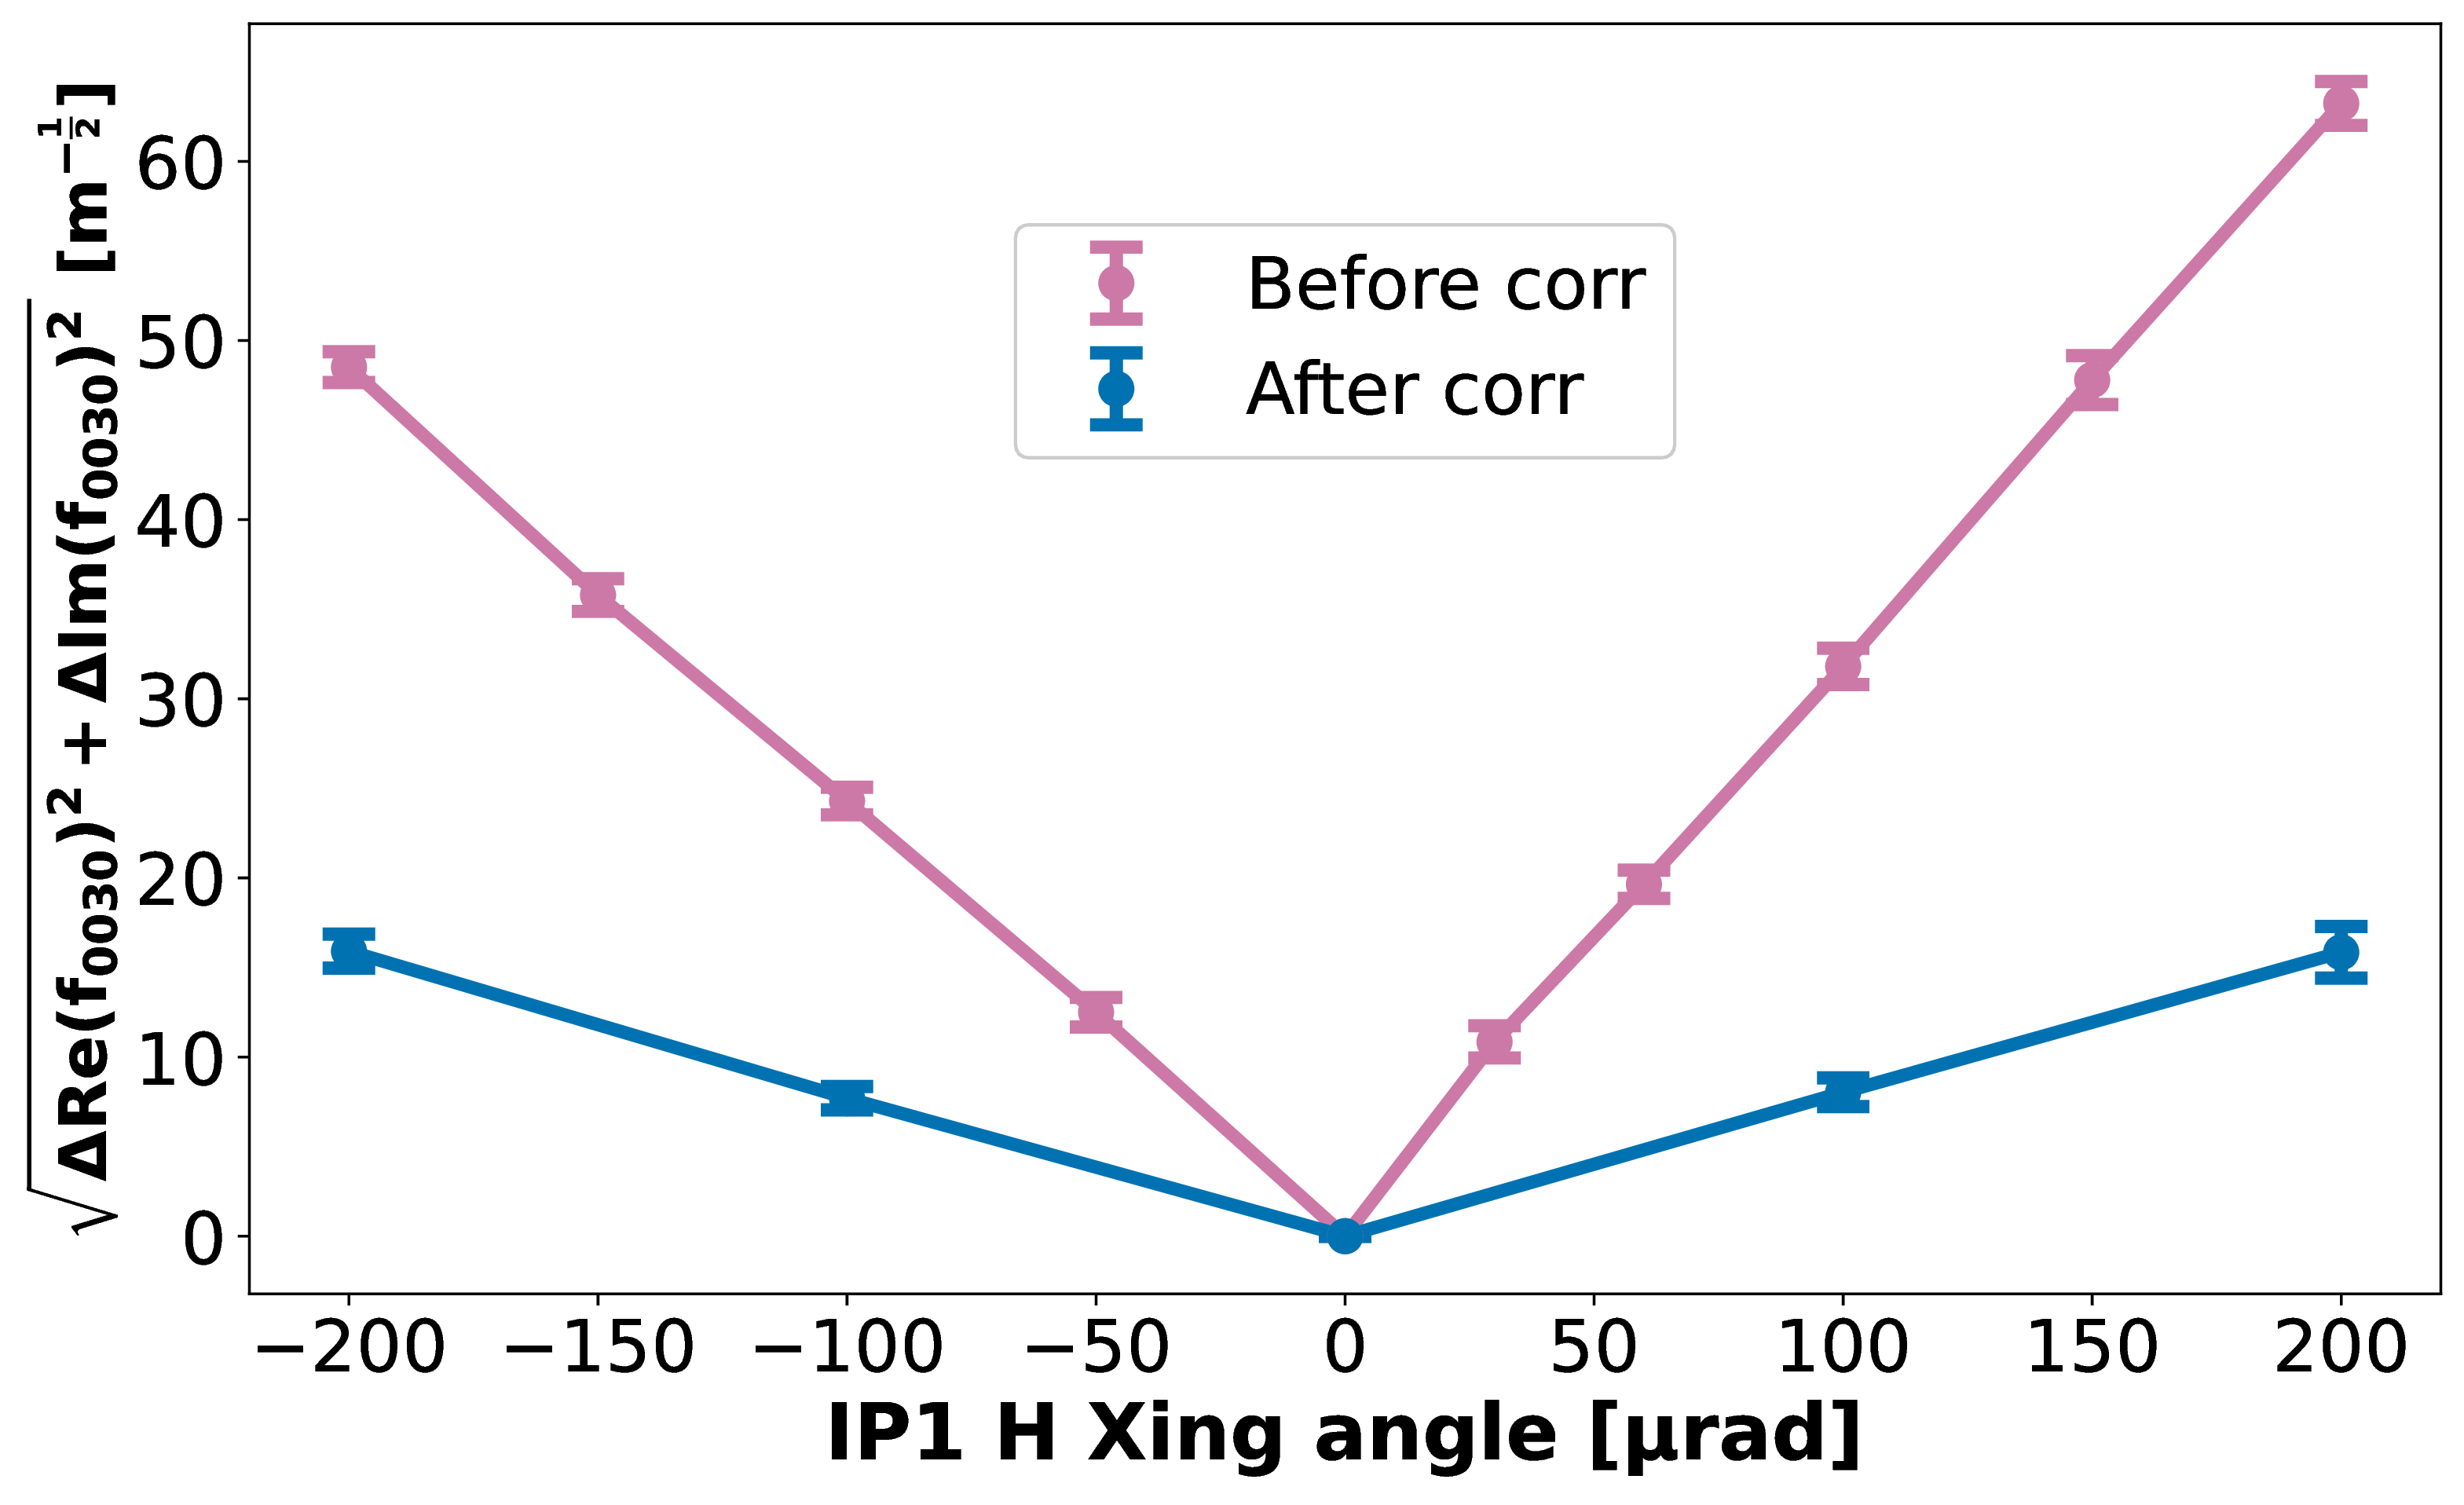 √ΔRe(f₀₀₃₀)² + ΔIm(f₀₀₃₀)² [m^−1/2]
60
50
40
30
20
10
0
Before corr
After corr
−200 −150 −100 −50 0 50 100 150 200
IP1 H Xing angle [μrad]